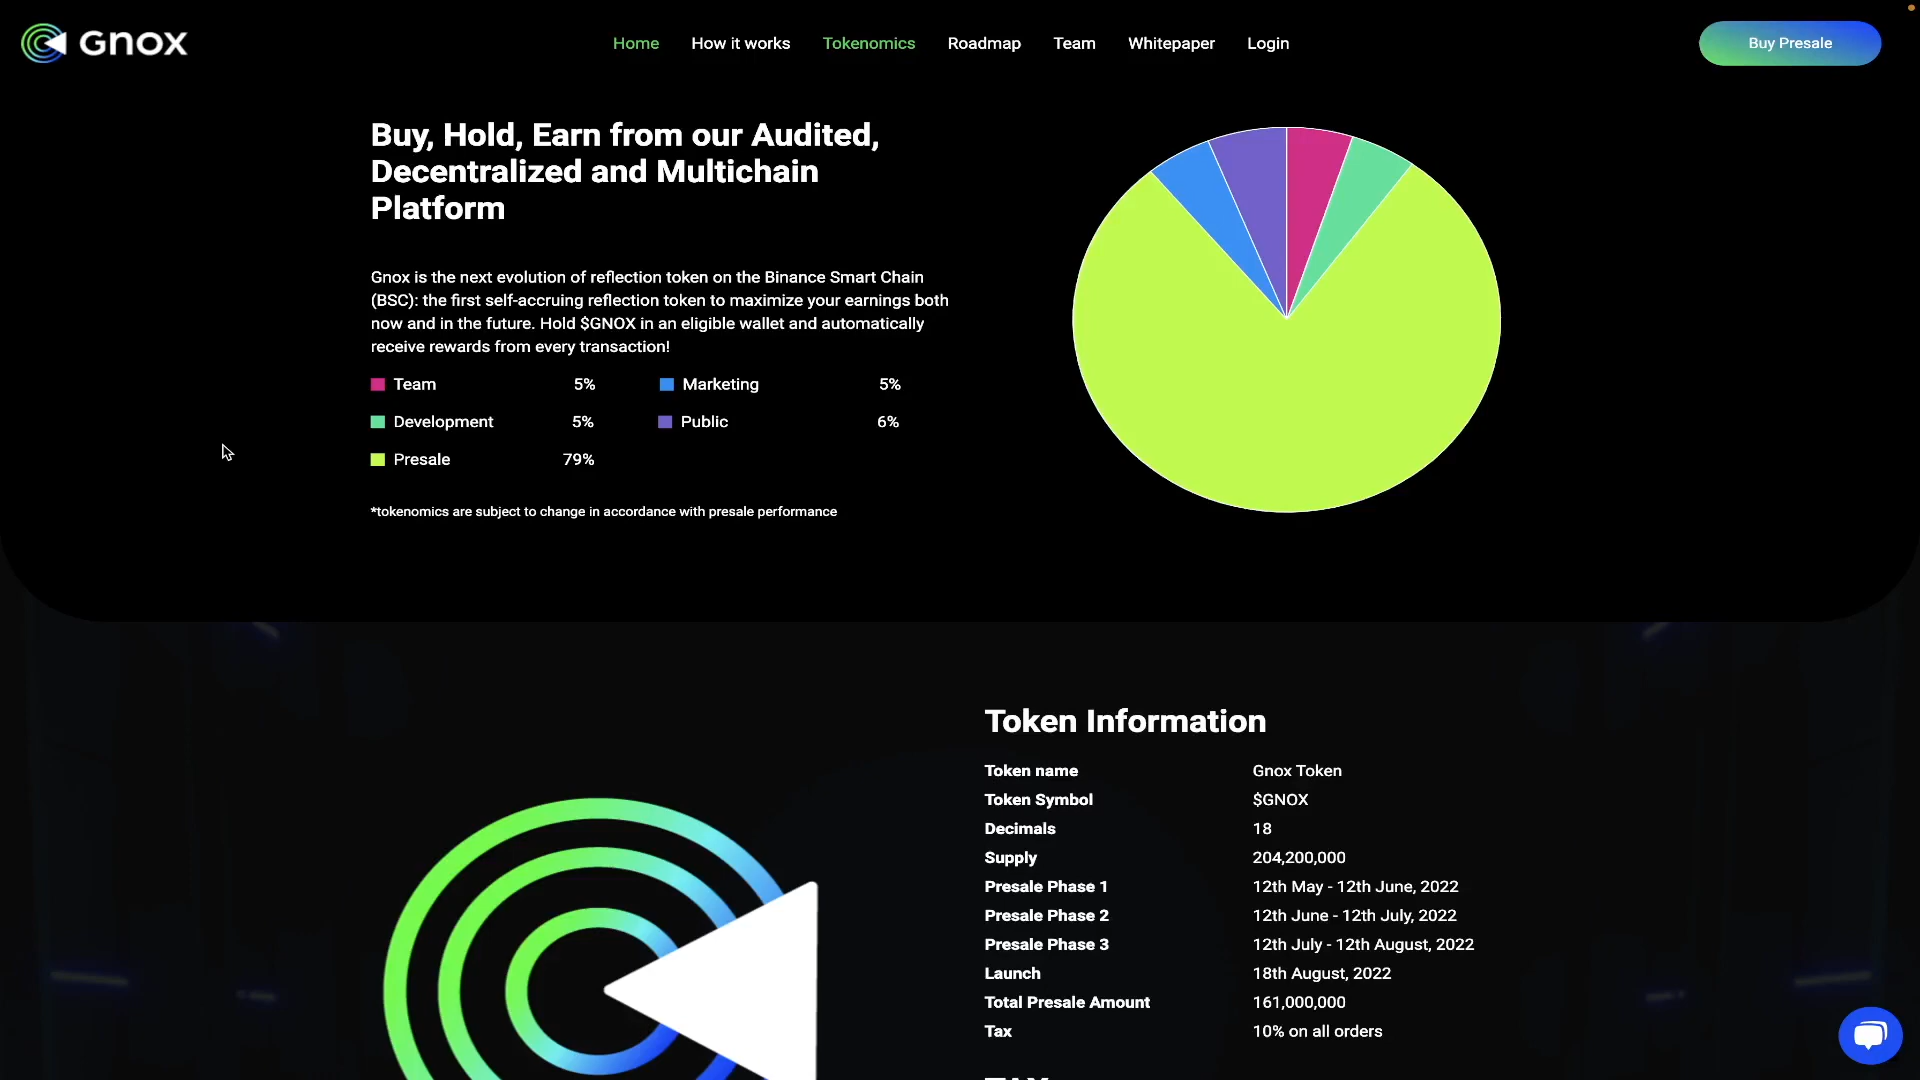 Gnox
Home How it works Tokenomics Roadmap Team Whitepaper Login
Buy Presale
Buy, Hold, Earn from our Audited,
Decentralized and Multichain
Platform
Gnox is the next evolution of reflection token on the Binance Smart Chain
(BSC): the first self-accruing reflection token to maximize your earnings both
now and in the future. Hold $GNOX in an eligible wallet and automatically
receive rewards from every transaction!
Team 5% Marketing 5%
Development 5% Public 6%
Presale 79%
*tokenomics are subject to change in accordance with presale performance
Token Information
Token name Gnox Token
Token Symbol $GNOX
Decimals 18
Supply 204,200,000
Presale Phase 1 12th May - 12th June, 2022
Presale Phase 2 12th June - 12th July, 2022
Presale Phase 3 12th July - 12th August, 2022
Launch 18th August, 2022
Total Presale Amount 161,000,000
Tax 10% on all orders